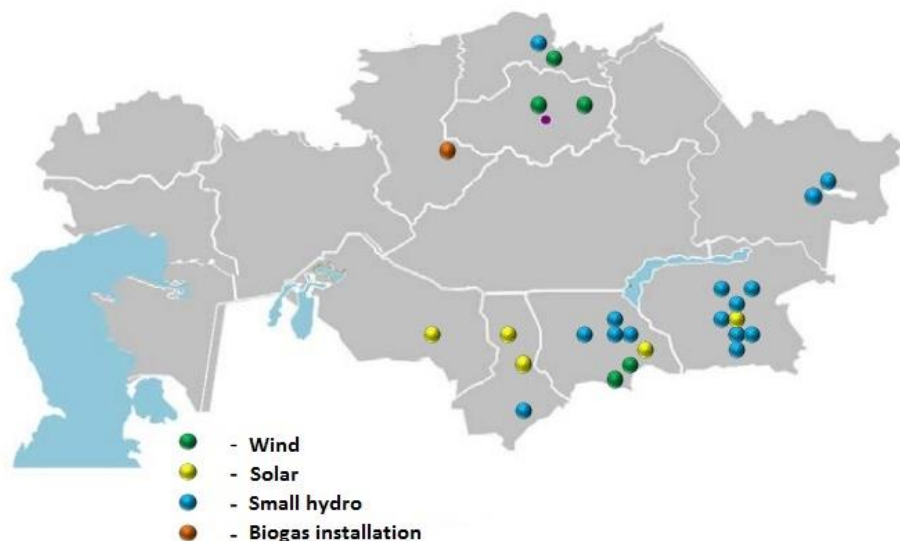 - Wind
- Solar
- Small hydro
- Biogas installation